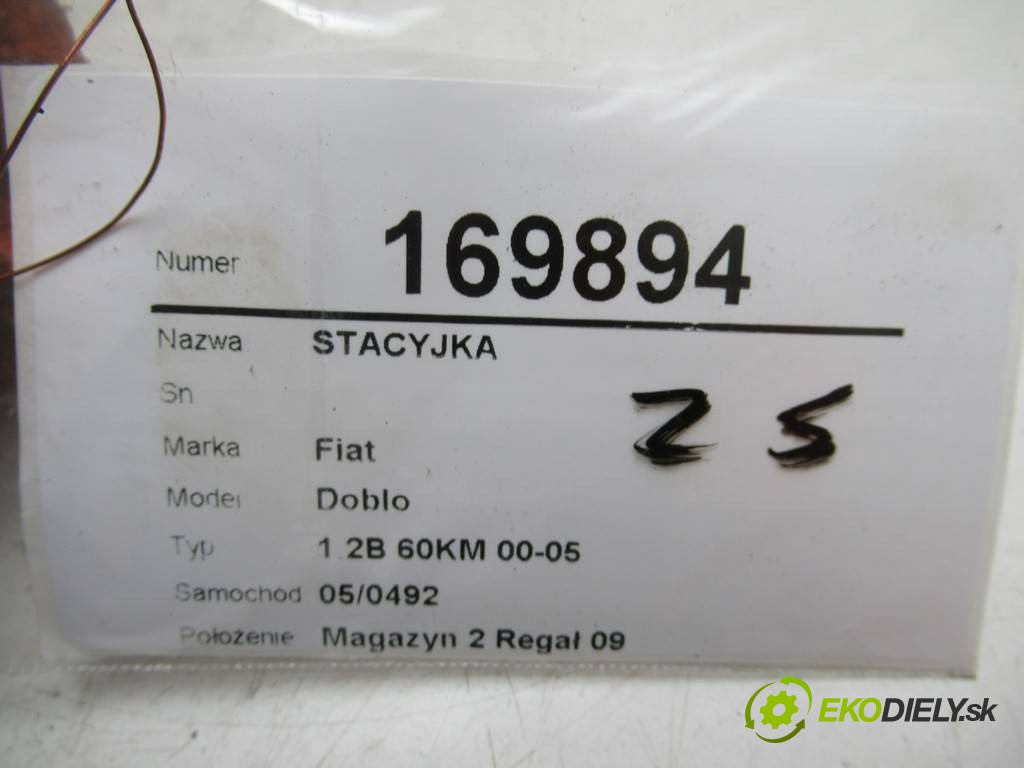 Numer 169894
Nazwa STACYJKA
Sn
Z S
Marka Fiat
Model Doblo
Typ 1.2B 60KM 00-05
Samochód 05/0492
Położenie Magazyn 2 Regał 09
EKODIELY.sk